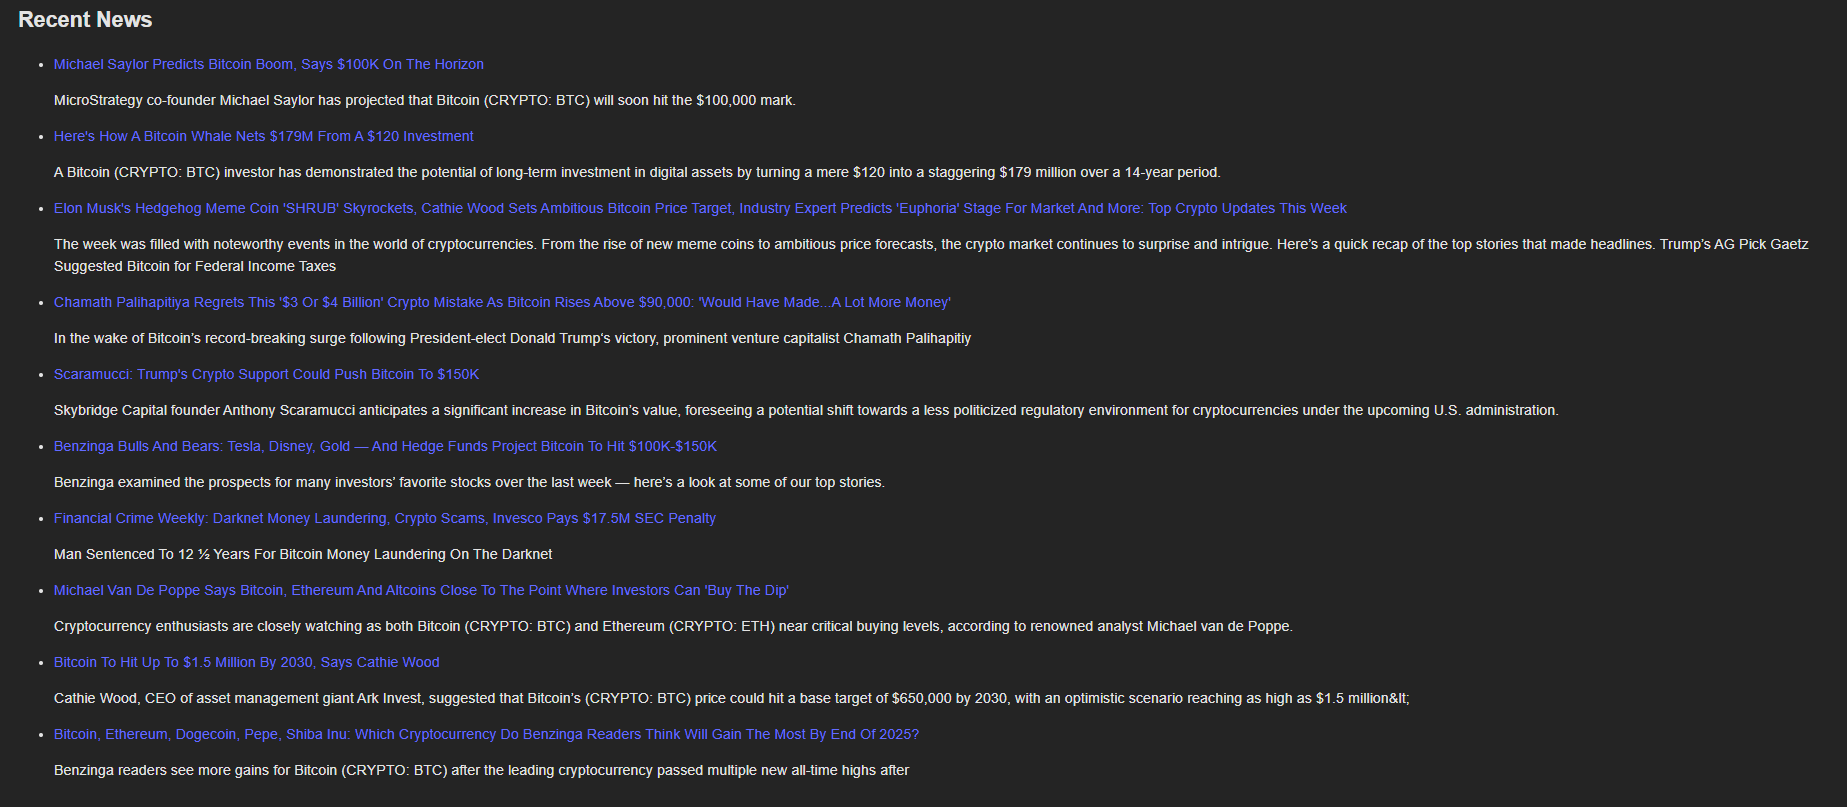 Recent News
Michael Saylor Predicts Bitcoin Boom, Says $100K On The Horizon
MicroStrategy co-founder Michael Saylor has projected that Bitcoin (CRYPTO: BTC) will soon hit the $100,000 mark.
Here's How A Bitcoin Whale Nets $179M From A $120 Investment
A Bitcoin (CRYPTO: BTC) investor has demonstrated the potential of long-term investment in digital assets by turning a mere $120 into a staggering $179 million over a 14-year period.
Elon Musk's Hedgehog Meme Coin 'SHRUB' Skyrockets, Cathie Wood Sets Ambitious Bitcoin Price Target, Industry Expert Predicts 'Euphoria' Stage For Market And More: Top Crypto Updates This Week
The week was filled with noteworthy events in the world of cryptocurrencies. From the rise of new meme coins to ambitious price forecasts, the crypto market continues to surprise and intrigue. Here’s a quick recap of the top stories that made headlines. Trump’s AG Pick Gaetz
Suggested Bitcoin for Federal Income Taxes
Chamath Palihapitiya Regrets This '$3 Or $4 Billion' Crypto Mistake As Bitcoin Rises Above $90,000: 'Would Have Made...A Lot More Money'
In the wake of Bitcoin’s record-breaking surge following President-elect Donald Trump’s victory, prominent venture capitalist Chamath Palihapitiy
Scaramucci: Trump's Crypto Support Could Push Bitcoin To $150K
Skybridge Capital founder Anthony Scaramucci anticipates a significant increase in Bitcoin’s value, foreseeing a potential shift towards a less politicized regulatory environment for cryptocurrencies under the upcoming U.S. administration.
Benzinga Bulls And Bears: Tesla, Disney, Gold — And Hedge Funds Project Bitcoin To Hit $100K-$150K
Benzinga examined the prospects for many investors’ favorite stocks over the last week — here’s a look at some of our top stories.
Financial Crime Weekly: Darknet Money Laundering, Crypto Scams, Invesco Pays $17.5M SEC Penalty
Man Sentenced To 12 ½ Years For Bitcoin Money Laundering On The Darknet
Michael Van De Poppe Says Bitcoin, Ethereum And Altcoins Close To The Point Where Investors Can 'Buy The Dip'
Cryptocurrency enthusiasts are closely watching as both Bitcoin (CRYPTO: BTC) and Ethereum (CRYPTO: ETH) near critical buying levels, according to renowned analyst Michael van de Poppe.
Bitcoin To Hit Up To $1.5 Million By 2030, Says Cathie Wood
Cathie Wood, CEO of asset management giant Ark Invest, suggested that Bitcoin’s (CRYPTO: BTC) price could hit a base target of $650,000 by 2030, with an optimistic scenario reaching as high as $1.5 million&lt;
Bitcoin, Ethereum, Dogecoin, Pepe, Shiba Inu: Which Cryptocurrency Do Benzinga Readers Think Will Gain The Most By End Of 2025?
Benzinga readers see more gains for Bitcoin (CRYPTO: BTC) after the leading cryptocurrency passed multiple new all-time highs after